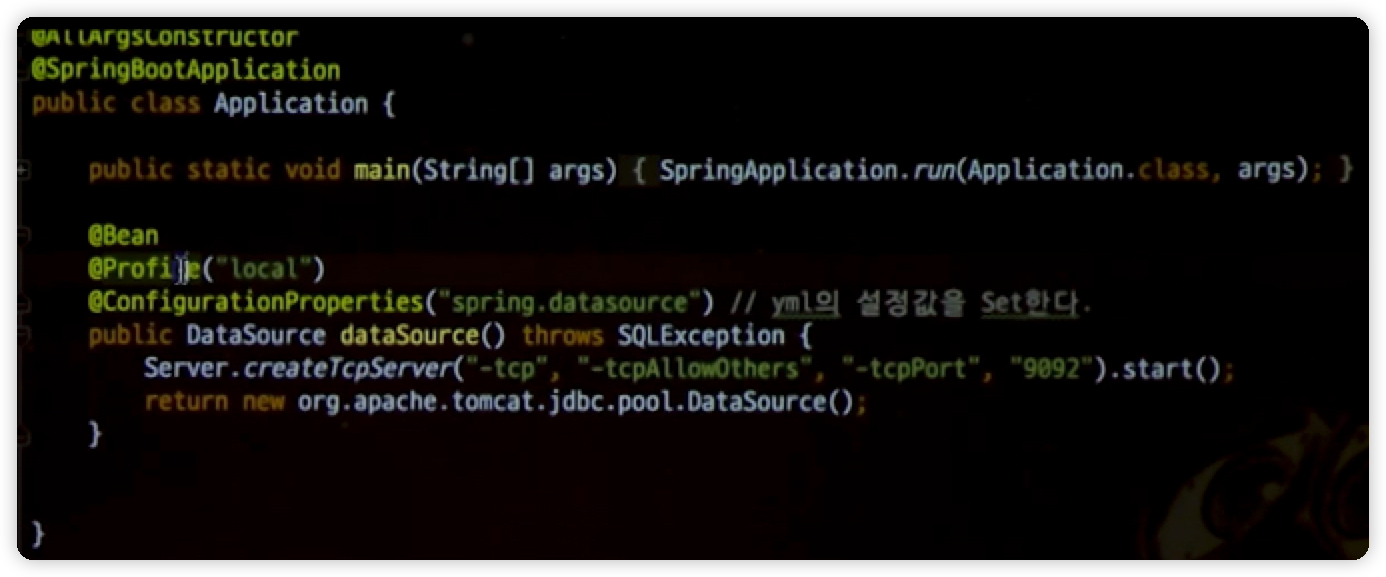 @AllArgsConstructor
@SpringBootApplication
public class Application {
public static void main(String[] args) { SpringApplication.run(Application.class, args); }
@Bean
@Profile("local")
@ConfigurationProperties("spring.datasource") // yml의 설정값을 Set한다.
public DataSource dataSource() throws SQLException {
Server.createTcpServer("-tcp", "-tcpAllowOthers", "-tcpPort", "9092").start();
return new org.apache.tomcat.jdbc.pool.DataSource();
}
}